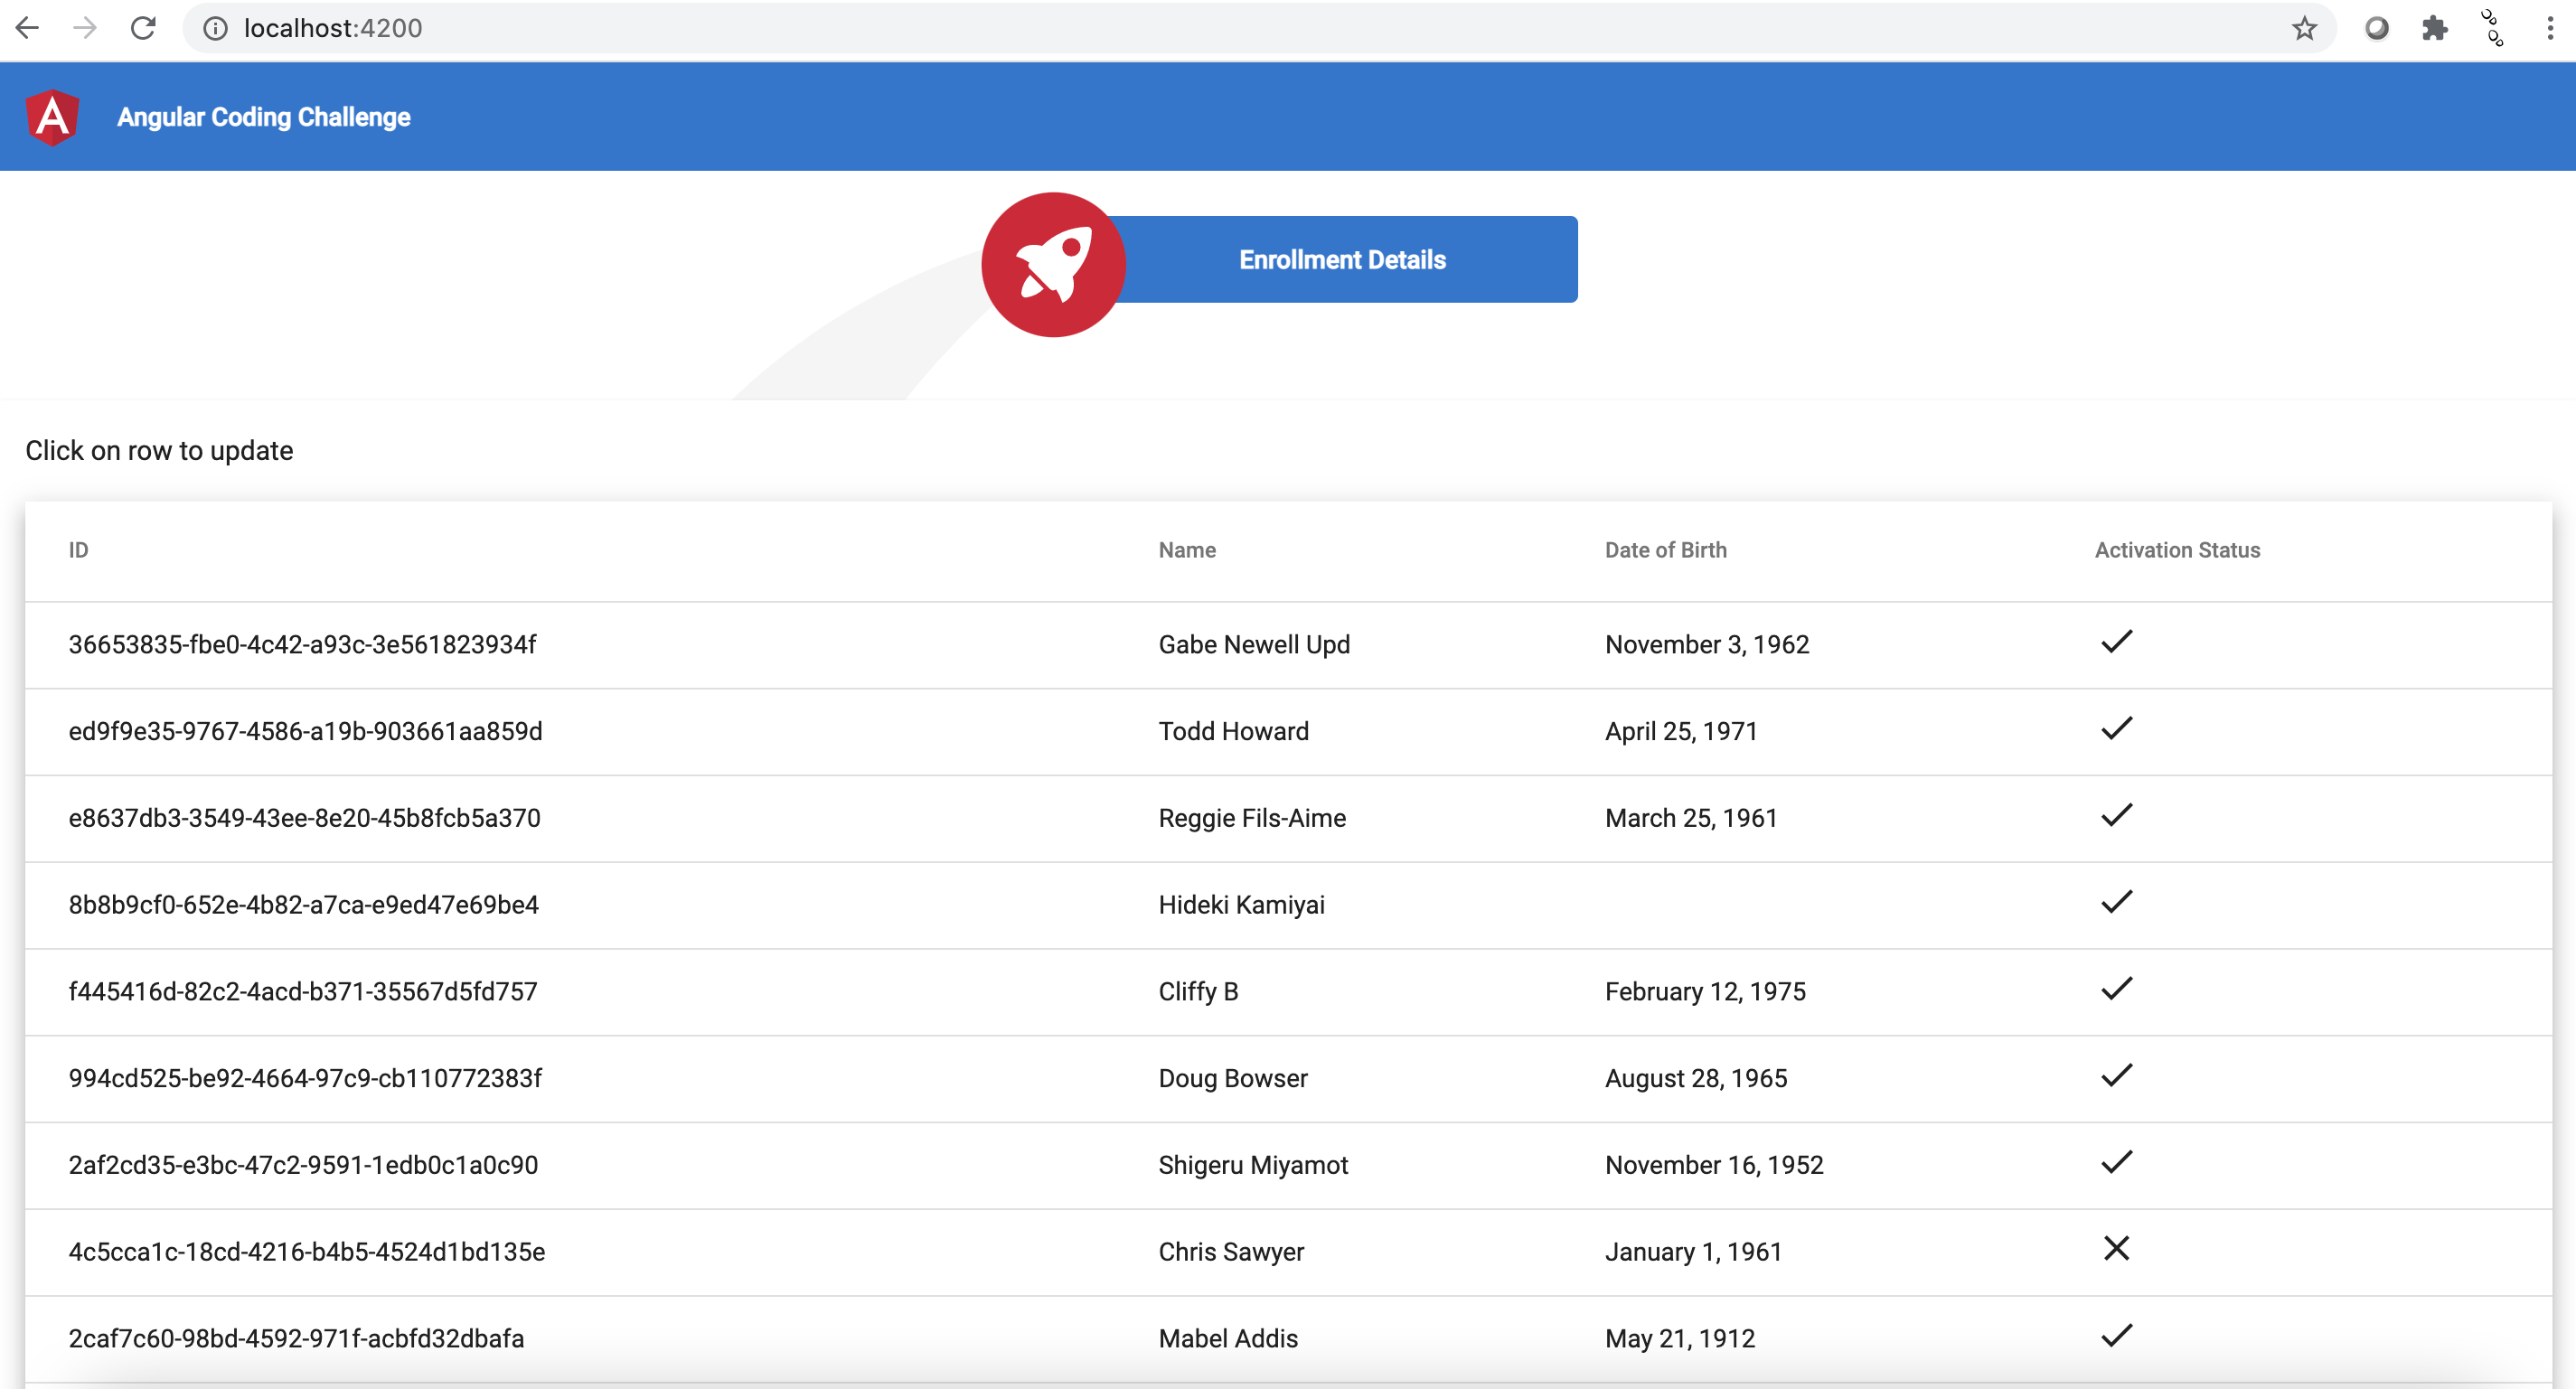 localhost:4200
Angular Coding Challenge
Enrollment Details
Click on row to update
ID Name Date of Birth Activation Status
36653835-fbe0-4c42-a93c-3e561823934f Gabe Newell Upd November 3, 1962
ed9f9e35-9767-4586-a19b-903661aa859d Todd Howard April 25, 1971
e8637db3-3549-43ee-8e20-45b8fcb5a370 Reggie Fils-Aime March 25, 1961
8b8b9cf0-652e-4b82-a7ca-e9ed47e69be4 Hideki Kamiyai
f445416d-82c2-4acd-b371-35567d5fd757 Cliffy B February 12, 1975
994cd525-be92-4664-97c9-cb110772383f Doug Bowser August 28, 1965
2af2cd35-e3bc-47c2-9591-1edb0c1a0c90 Shigeru Miyamot November 16, 1952
4c5cca1c-18cd-4216-b4b5-4524d1bd135e Chris Sawyer January 1, 1961
2caf7c60-98bd-4592-971f-acbfd32dbafa Mabel Addis May 21, 1912